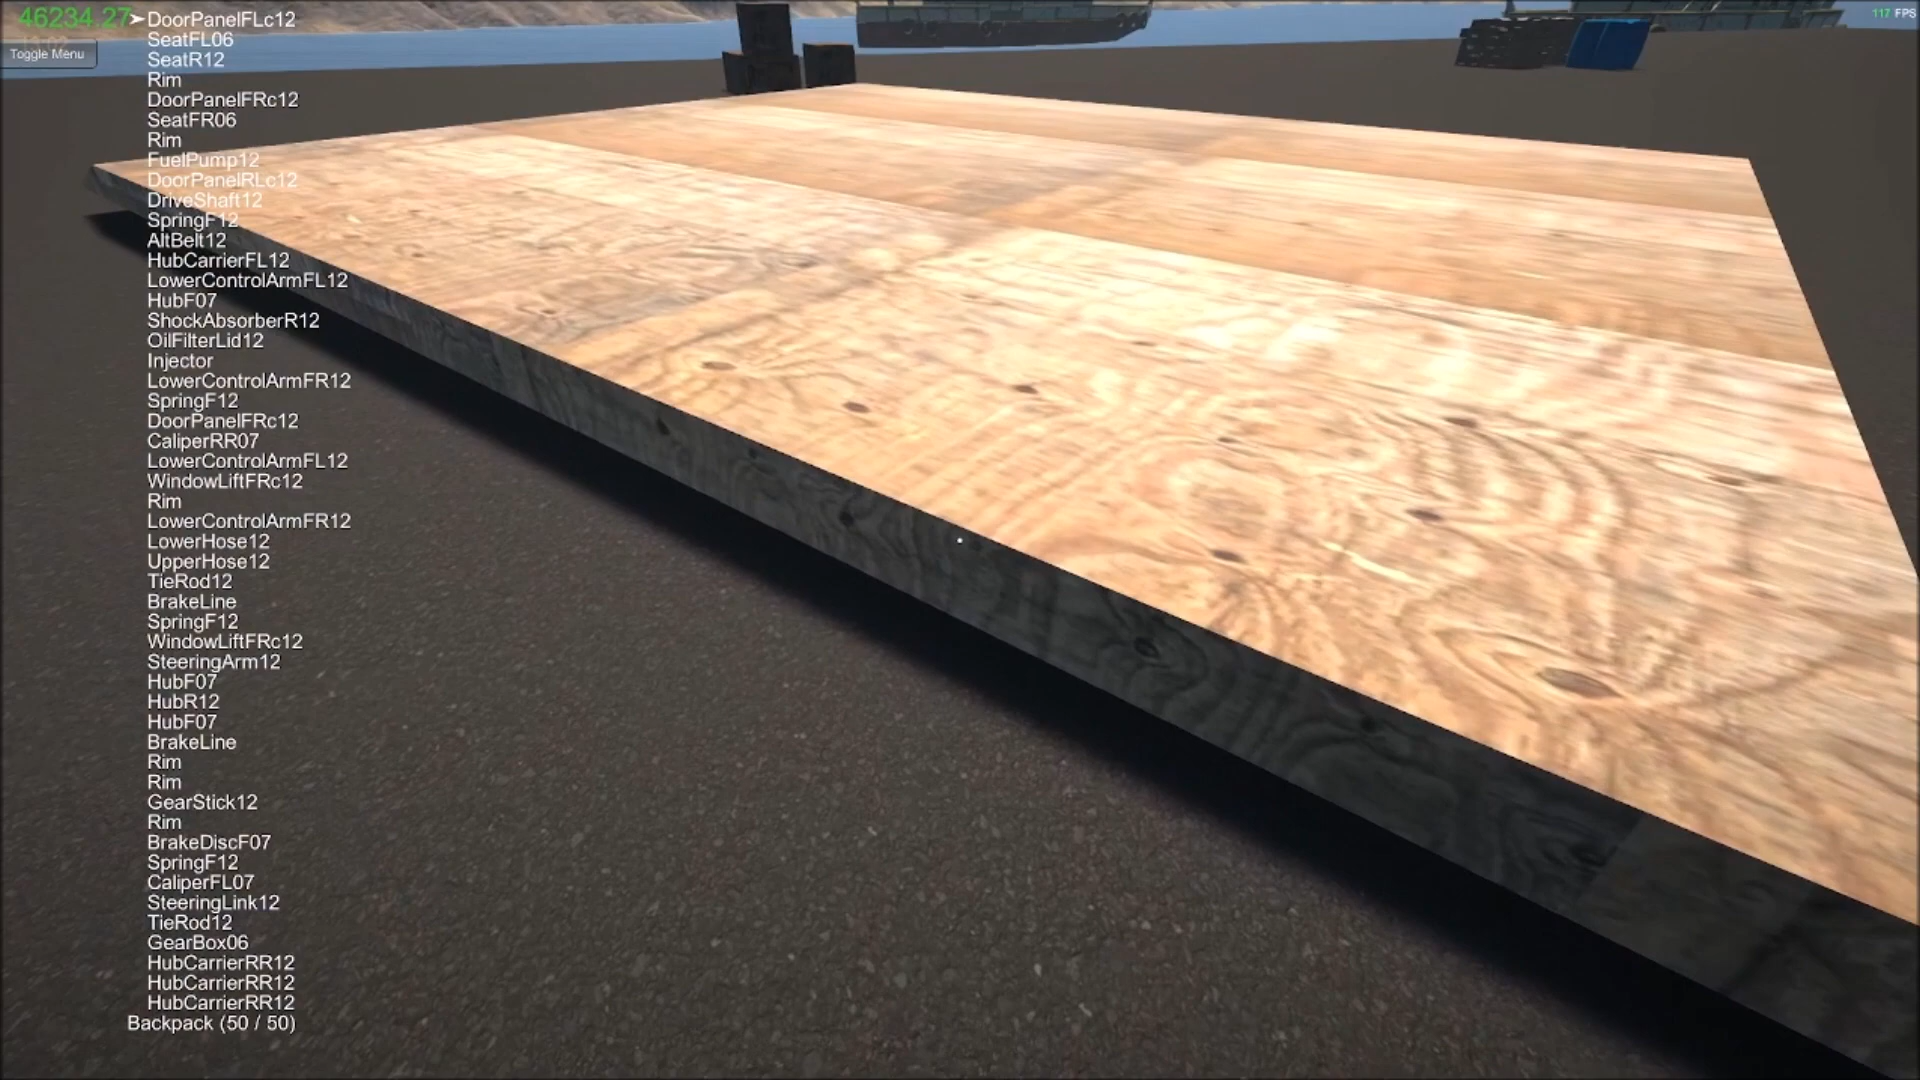 46234.27
117 FPS
Toggle Menu
DoorPanelFLc12
SeatFL06
SeatR12
Rim
DoorPanelFRc12
SeatFR06
Rim
FuelPump12
DoorPanelRLc12
DriveShaft12
SpringF12
AltBelt12
HubCarrierFL12
LowerControlArmFL12
HubF07
ShockAbsorberR12
OilFilterLid12
Injector
LowerControlArmFR12
SpringF12
DoorPanelFRc12
CaliperRR07
LowerControlArmFL12
WindowLiftFRc12
Rim
LowerControlArmFR12
LowerHose12
UpperHose12
TieRod12
BrakeLine
SpringF12
WindowLiftFRc12
SteeringArm12
HubF07
HubR12
HubF07
BrakeLine
Rim
Rim
GearStick12
Rim
BrakeDiscF07
SpringF12
CaliperFL07
SteeringLink12
TieRod12
GearBox06
HubCarrierRR12
HubCarrierRR12
HubCarrierRR12
Backpack (50 / 50)